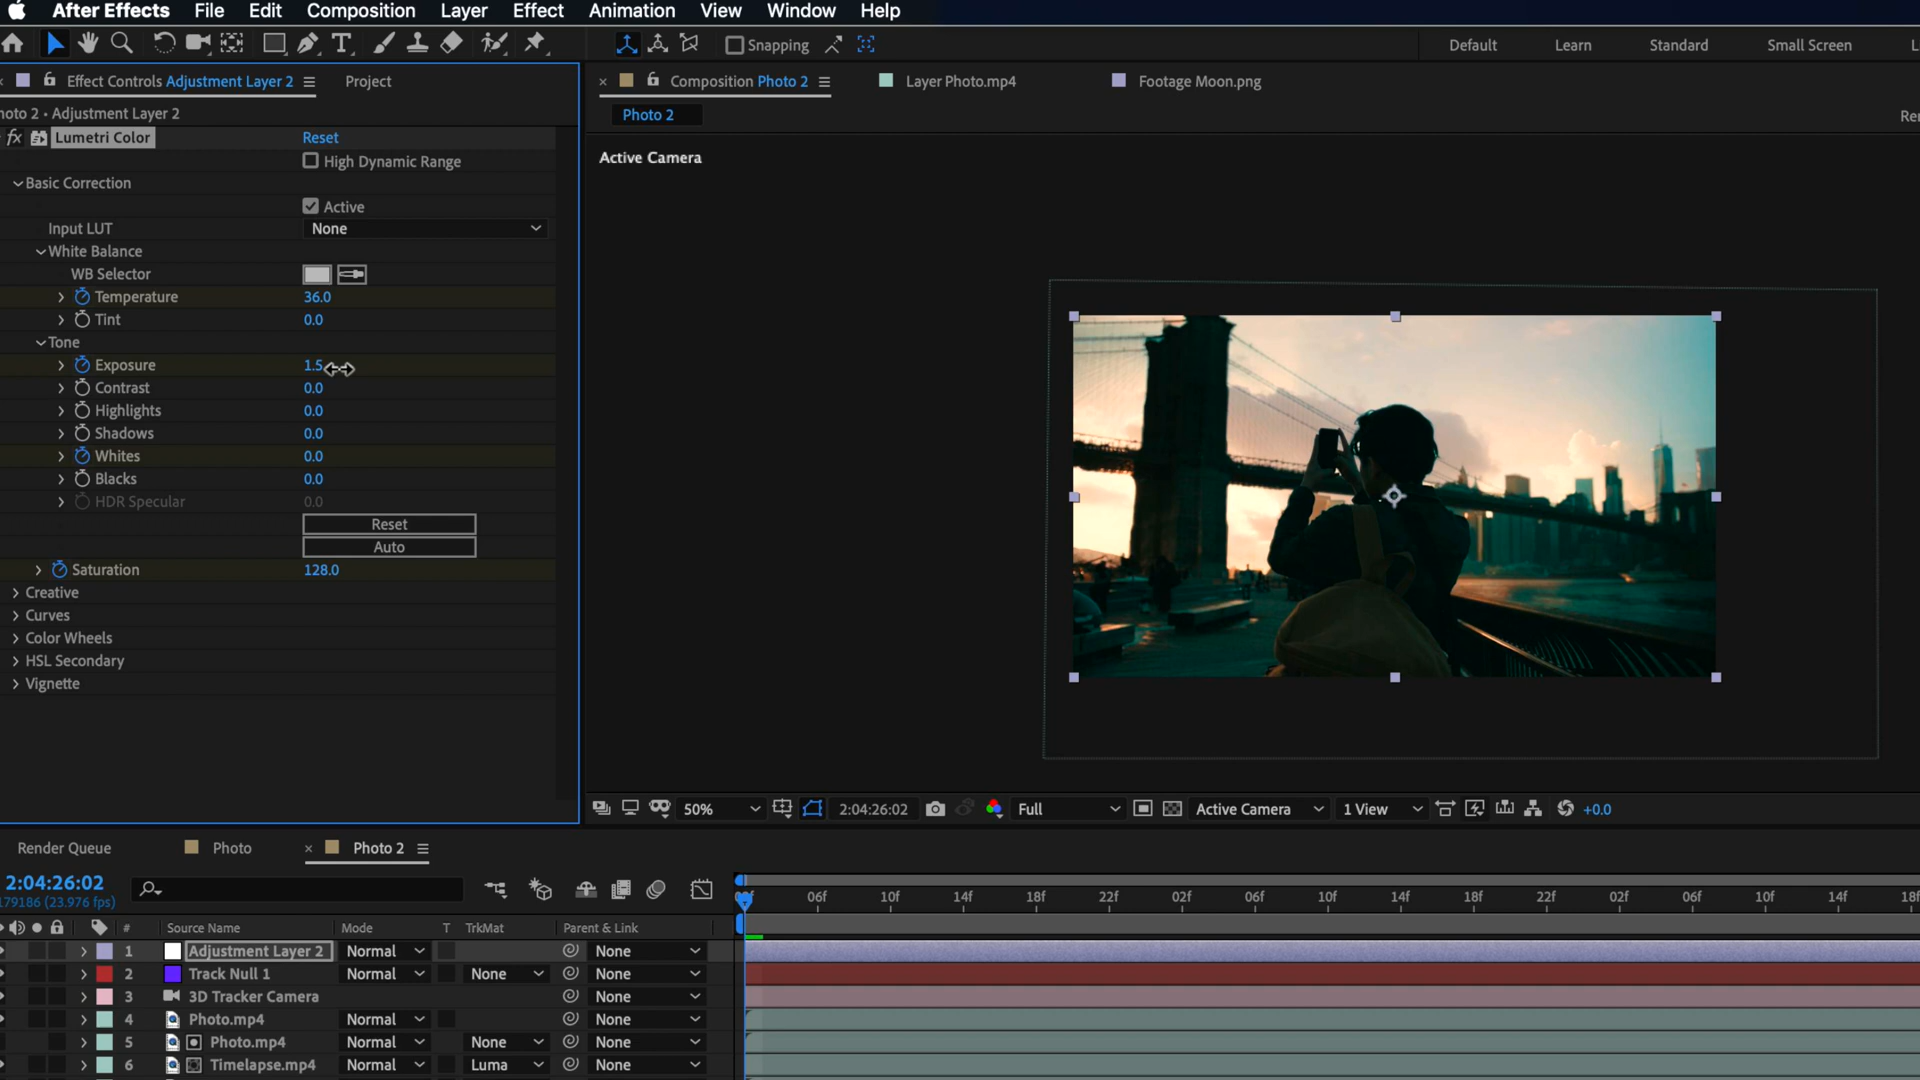 After Effects File Edit Composition Layer Effect Animation View Window Help
Snapping Default Learn Standard Small Screen L
Effect Controls Adjustment Layer 2 Project
Composition Photo 2 Layer Photo.mp4 Footage Moon.png
hoto 2 • Adjustment Layer 2
Photo 2 Rer
fx Lumetri Color Reset
Active Camera
High Dynamic Range
Basic Correction
Active
Input LUT None
White Balance
WB Selector
Temperature 36.0
Tint 0.0
Tone
Exposure 1.5
Contrast 0.0
Highlights 0.0
Shadows 0.0
Whites 0.0
Blacks 0.0
HDR Specular 0.0
Reset
Auto
Saturation 128.0
Creative
Curves
Color Wheels
HSL Secondary
Vignette
50% 2:04:26:02 Full Active Camera 1 View +0.0
Render Queue Photo Photo 2
2:04:26:02
179186 (23.976 fps)
06f 10f 14f 18f 22f 02f 06f 10f 14f 18f 22f 02f 06f 10f 14f 18f
# Source Name Mode T TrkMat Parent & Link
1 Adjustment Layer 2 Normal None
2 Track Null 1 Normal None None
3 3D Tracker Camera None
4 Photo.mp4 Normal None
5 Photo.mp4 Normal None None
6 Timelapse.mp4 Normal Luma None